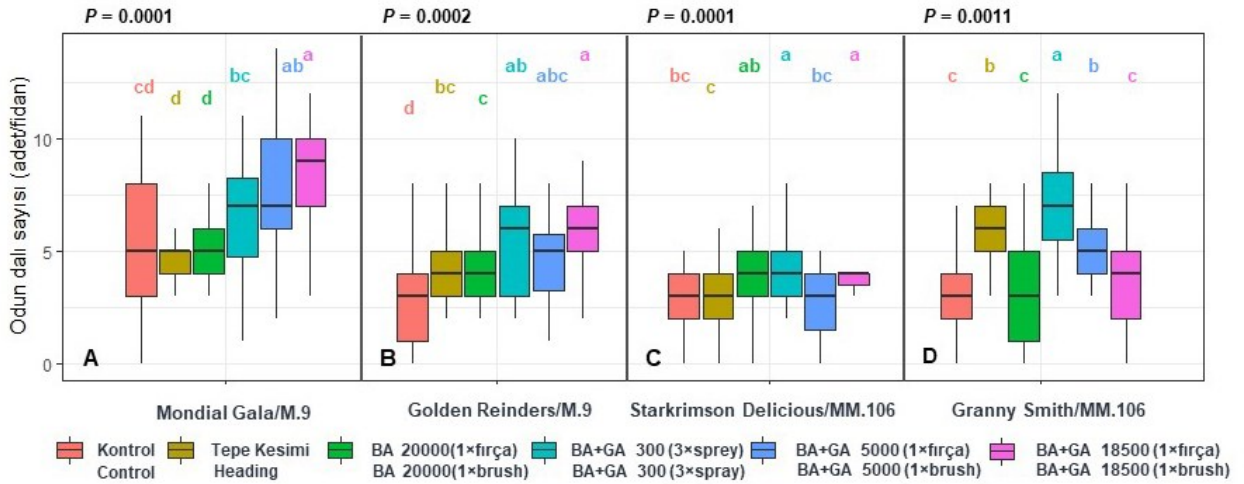 P = 0.0001 P = 0.0002 P = 0.0001 P = 0.0011
Odun dalı sayısı (adet/fidan)
10
5
0
cd d d bc ab a
d bc c ab abc a
bc c ab a bc a
c b c a b c
A B C D
Mondial Gala/M.9 Golden Reinders/M.9 Starkrimson Delicious/MM.106 Granny Smith/MM.106
Kontrol Tepe Kesimi BA 20000(1×fırça) BA+GA 300(3×sprey) BA+GA 5000(1×fırça) BA+GA 18500(1×fırça)
Control Heading BA 20000(1×brush) BA+GA 300(3×spray) BA+GA 5000(1×brush) BA+GA 18500(1×brush)